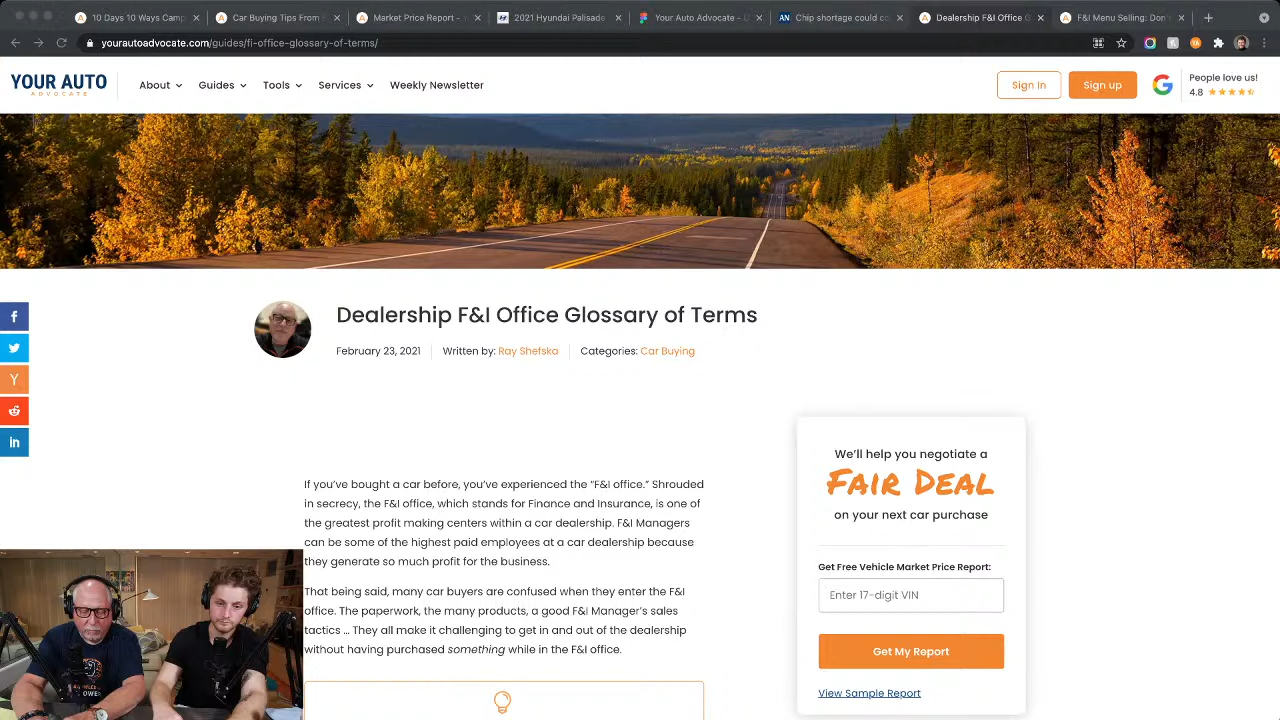 10 Days 10 Ways Camp
Car Buying Tips From E
Market Price Report -
2021 Hyundai Palisade
Your Auto Advocate -
Chip shortage could co
Dealership F&I Office G
F&I Menu Selling: Don'
yourautoadvocate.com/guides/fi-office-glossary-of-terms/
YOUR AUTO
ADVOCATE
About
Guides
Tools
Services
Weekly Newsletter
Sign In
Sign up
People love us!
4.8
Dealership F&I Office Glossary of Terms
February 23, 2021
Written by: Ray Shefska
Categories: Car Buying
If you've bought a car before, you've experienced the "F&I office." Shrouded
in secrecy, the F&I office, which stands for Finance and Insurance, is one of
the greatest profit making centers within a car dealership. F&I Managers
can be some of the highest paid employees at a car dealership because
they generate so much profit for the business.
That being said, many car buyers are confused when they enter the F&I
office. The paperwork, the many products, a good F&I Manager's sales
tactics … They all make it challenging to get in and out of the dealership
without having purchased something while in the F&I office.
We'll help you negotiate a
FAIR DEAL
on your next car purchase
Get Free Vehicle Market Price Report:
Enter 17-digit VIN
Get My Report
View Sample Report